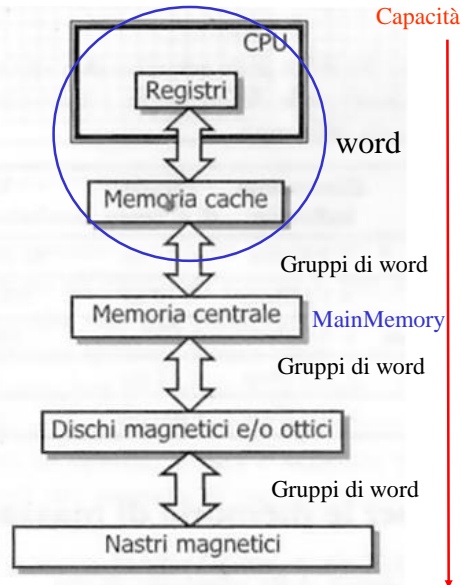 Capacità
CPU
Registri
word
Memoria cache
Gruppi di word
Memoria centrale
MainMemory
Gruppi di word
Dischi magnetici e/o ottici
Gruppi di word
Nastri magnetici